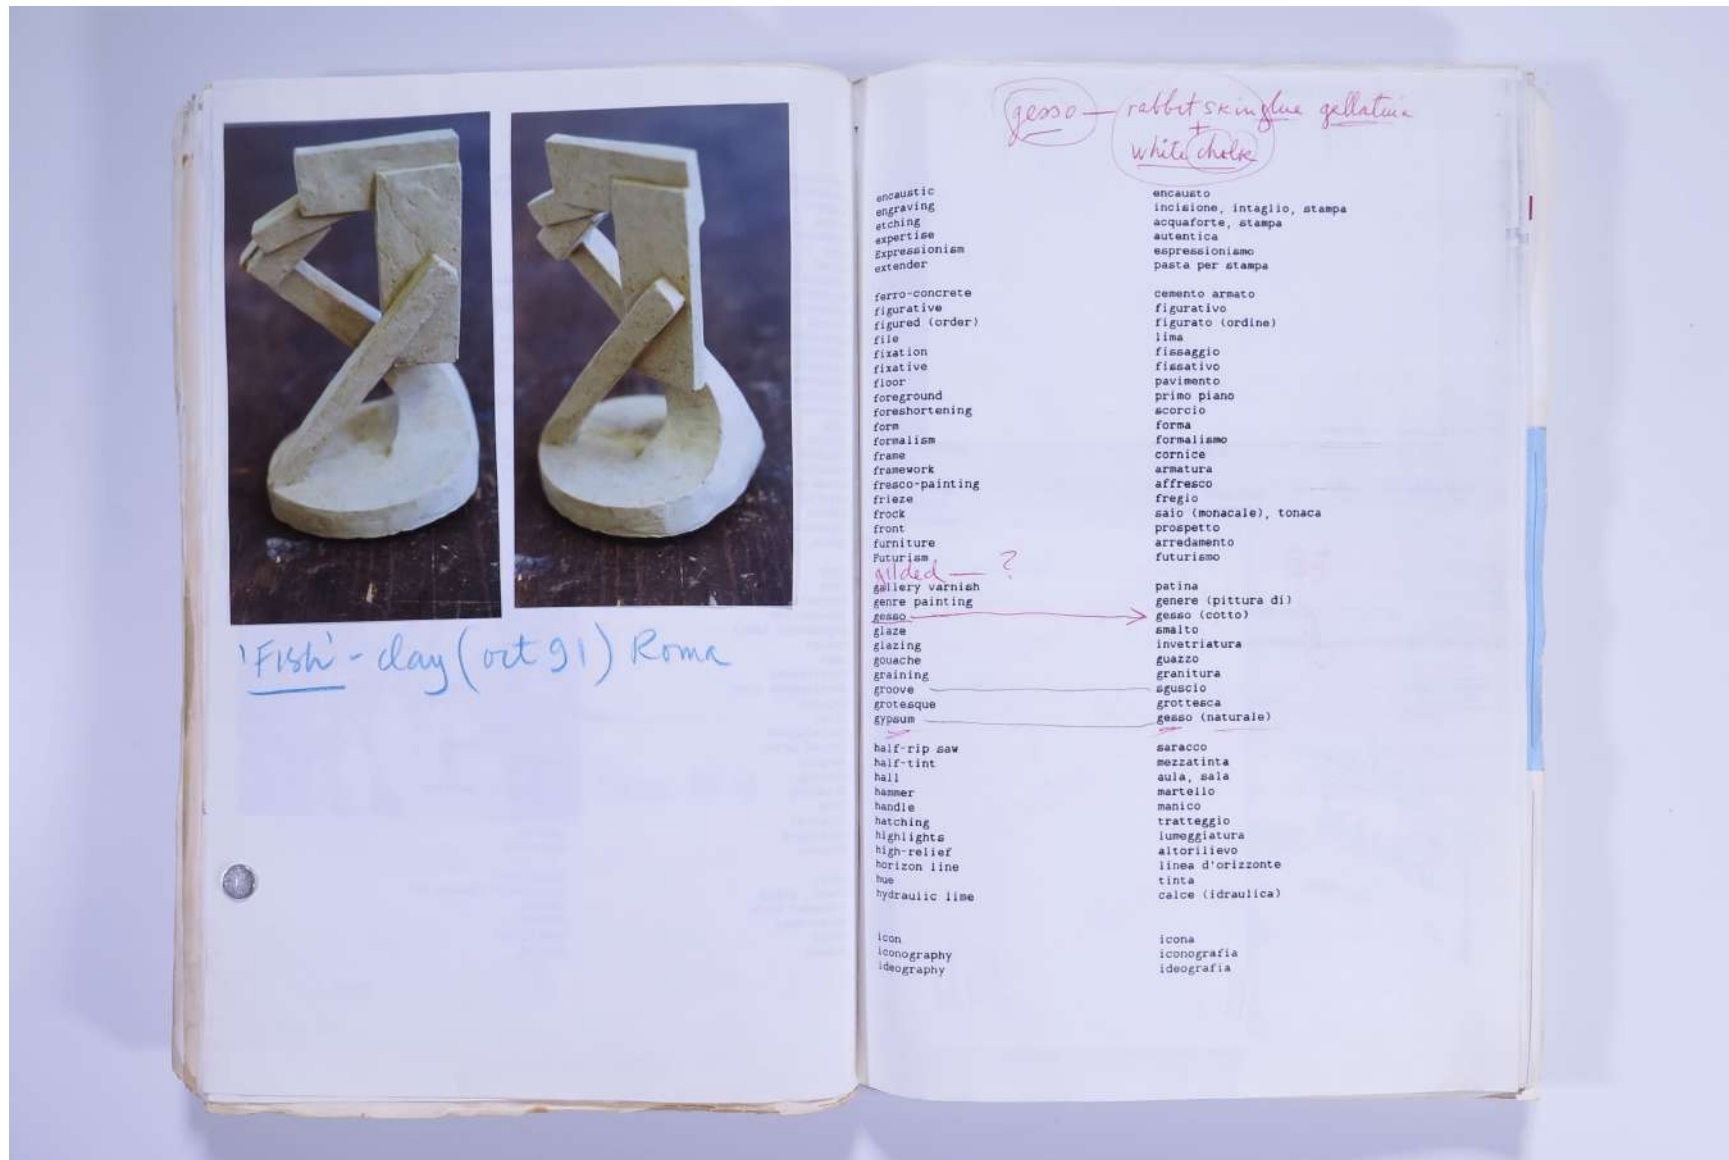 'Fish' - clay (oct 91) Roma
gesso — rabbit skin glue gellatina
+
white chalk
encaustic encausto
engraving incisione, intaglio, stampa
etching acquaforte, stampa
expertise autentica
Expressionism espressionismo
extender pasta per stampa
ferro-concrete cemento armato
figurative figurativo
figured (order) figurato (ordine)
file lima
fixation fissaggio
fixative fissativo
floor pavimento
foreground primo piano
foreshortening scorcio
form forma
formalism formalismo
frame cornice
framework armatura
fresco-painting affresco
frieze fregio
frock saio (monacale), tonaca
front prospetto
furniture arredamento
Futurism futurismo
gilded — ?
gallery varnish patina
genre painting genere (pittura di)
gesso gesso (cotto)
glaze smalto
glazing invetriatura
gouache guazzo
graining granitura
groove sguscio
grotesque grottesca
gypsum gesso (naturale)
half-rip saw saracco
half-tint mezzatinta
hall aula, sala
hammer martello
handle manico
hatching tratteggio
highlights lumeggiatura
high-relief altorilievo
horizon line linea d'orizzonte
hue tinta
hydraulic lime calce (idraulica)
icon icona
iconography iconografia
ideography ideografia